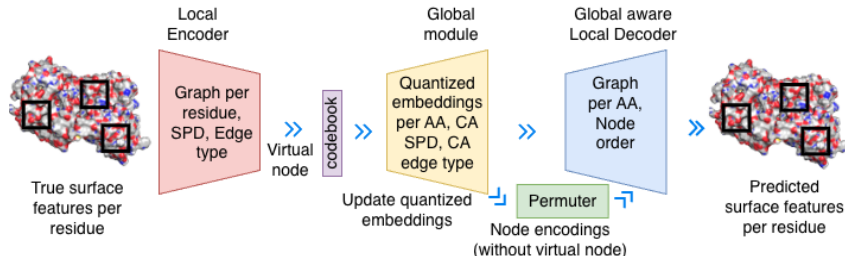 Local
Encoder
Global
module
Global aware
Local Decoder
True surface
features per
residue
Graph per
residue,
SPD, Edge
type
Virtual
node
codebook
Quantized
embeddings
per AA, CA
SPD, CA
edge type
Update quantized
embeddings
Permuter
Node encodings
(without virtual node)
Graph
per AA,
Node
order
Predicted
surface features
per residue